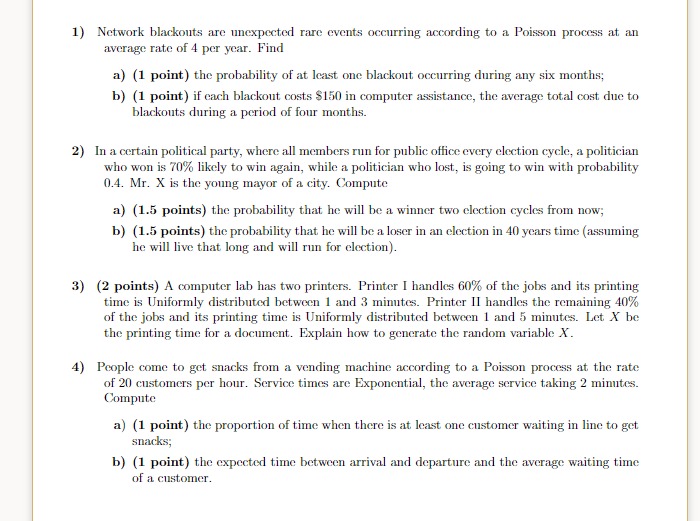 1) Network blackouts are unexpected rare events occurring according to a Poisson process at an
average rate of 4 per year. Find
a) (1 point) the probability of at least one blackout occurring during any six months;
b) (1 point) if each blackout costs $150 in computer assistance, the average total cost due to
blackouts during a period of four months.
2) In a certain political party, where all members run for public office every election cycle, a politician
who won is 70% likely to win again, while a politician who lost, is going to win with probability
0.4. Mr. X is the young mayor of a city. Compute
a) (1.5 points) the probability that he will be a winner two election cycles from now;
b) (1.5 points) the probability that he will be a loser in an election in 40 years time (assuming
he will live that long and will run for election).
3) (2 points) A computer lab has two printers. Printer I handles 60% of the jobs and its printing
time is Uniformly distributed between 1 and 3 minutes. Printer II handles the remaining 40%
of the jobs and its printing time is Uniformly distributed between 1 and 5 minutes. Let X be
the printing time for a document. Explain how to generate the random variable X.
4) People come to get snacks from a vending machine according to a Poisson process at the rate
of 20 customers per hour. Service times are Exponential, the average service taking 2 minutes.
Compute
a) (1 point) the proportion of time when there is at least one customer waiting in line to get
snacks;
b) (1 point) the expected time between arrival and departure and the average waiting time
of a customer.